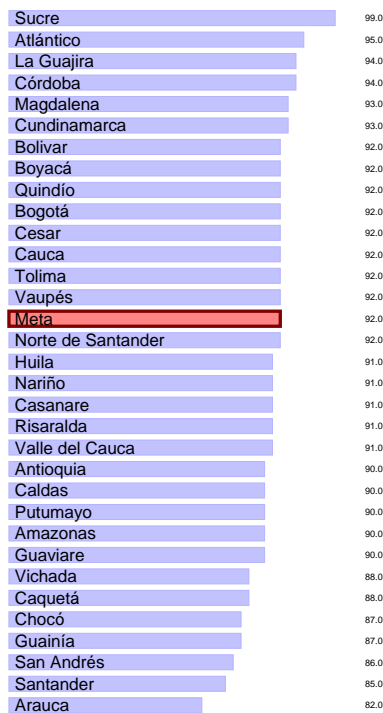 Sucre 99.0
Atlántico 95.0
La Guajira 94.0
Córdoba 94.0
Magdalena 93.0
Cundinamarca 93.0
Bolivar 92.0
Boyacá 92.0
Quindío 92.0
Bogotá 92.0
Cesar 92.0
Cauca 92.0
Tolima 92.0
Vaupés 92.0
Meta 92.0
Norte de Santander 92.0
Huila 91.0
Nariño 91.0
Casanare 91.0
Risaralda 91.0
Valle del Cauca 91.0
Antioquia 90.0
Caldas 90.0
Putumayo 90.0
Amazonas 90.0
Guaviare 90.0
Vichada 88.0
Caquetá 88.0
Chocó 87.0
Guainía 87.0
San Andrés 86.0
Santander 85.0
Arauca 82.0